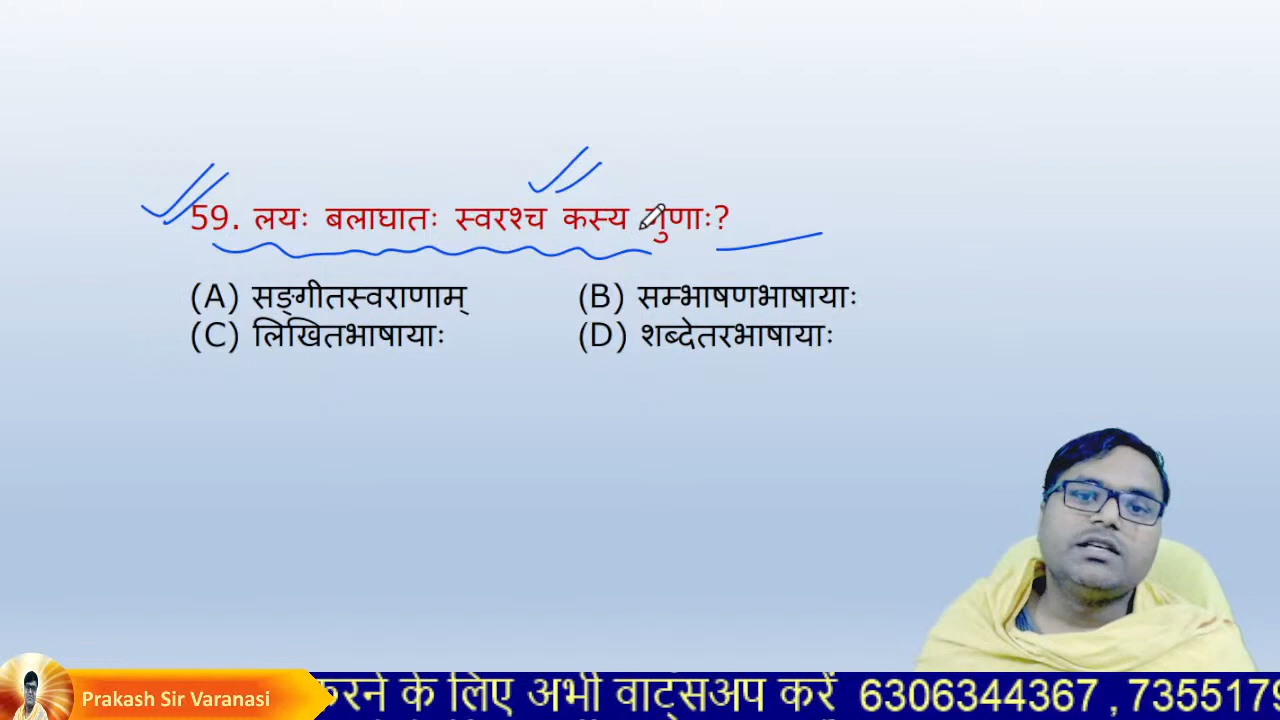 59. लयः बलाघातः स्वरश्च कस्य गुणाः?
(A) सङ्गीतस्वराणाम् (B) सम्भाषणभाषायाः
(C) लिखितभाषायाः (D) शब्देतरभाषायाः
Prakash Sir Varanasi
करने के लिए अभी वाट्सअप करें 6306344367 , 7355179